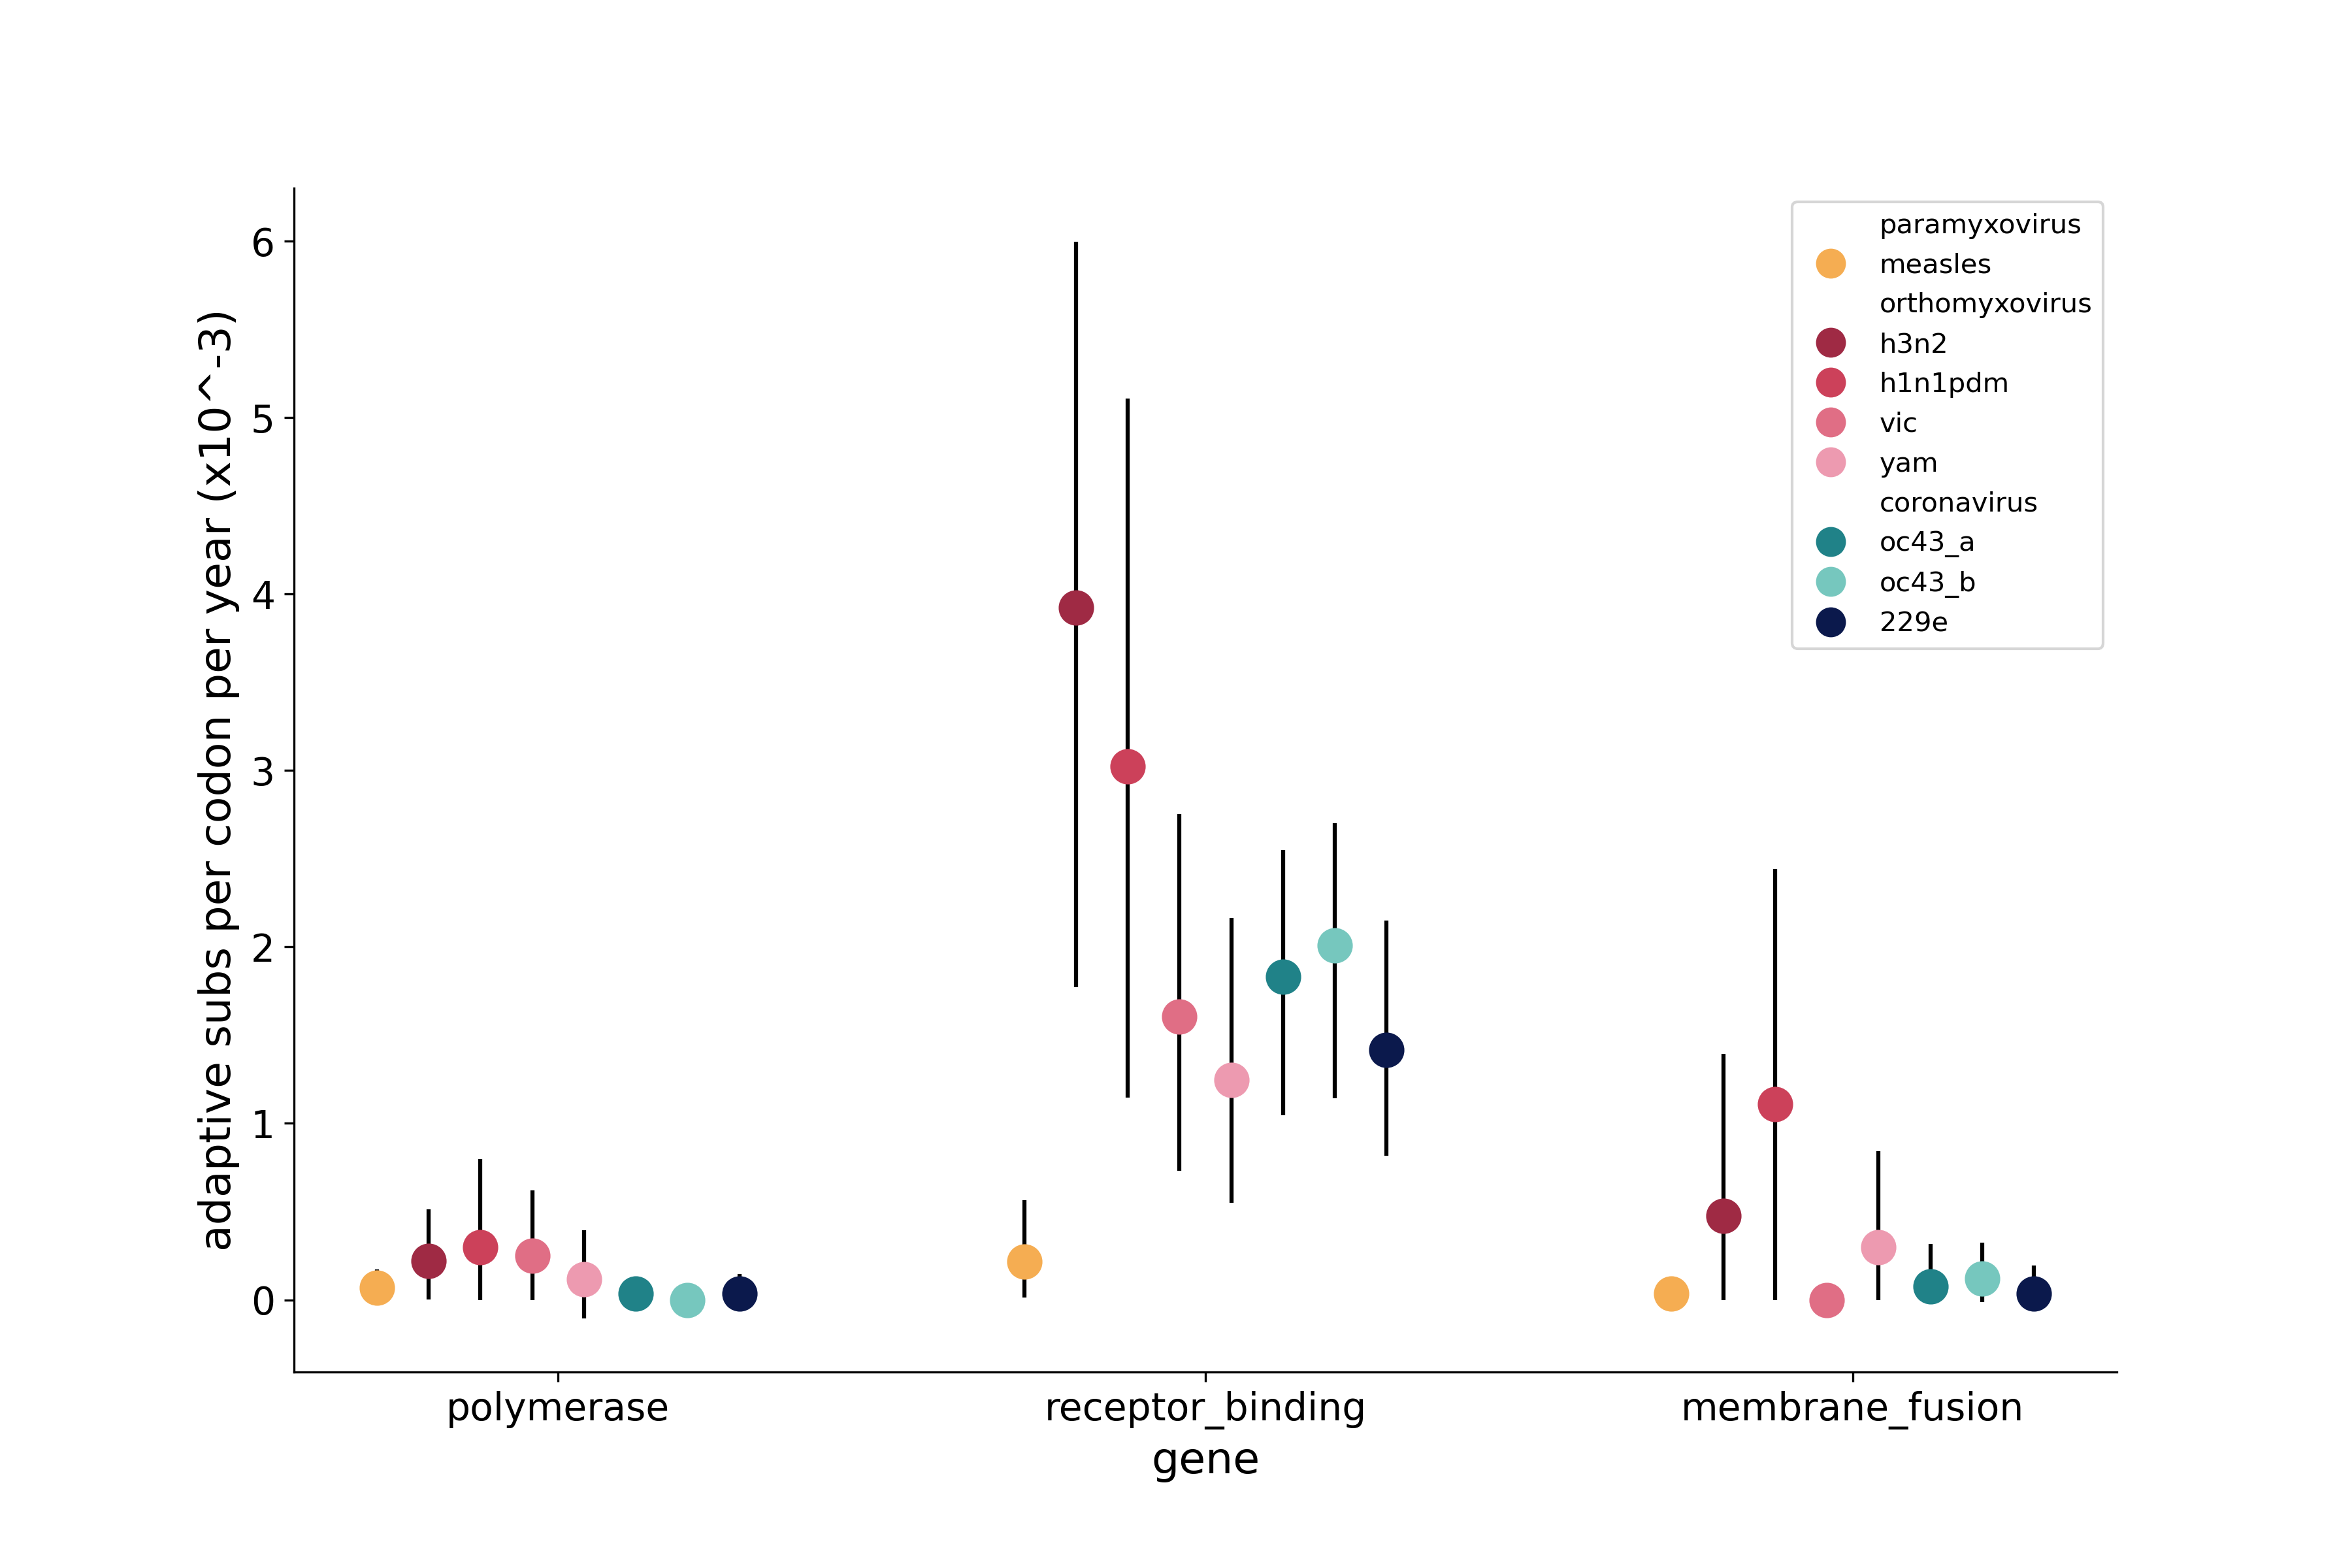 adaptive subs per codon per year (x10^-3)
6
5
4
3
2
1
0
polymerase
receptor_binding
membrane_fusion
gene
paramyxovirus
measles
orthomyxovirus
h3n2
h1n1pdm
vic
yam
coronavirus
oc43_a
oc43_b
229e